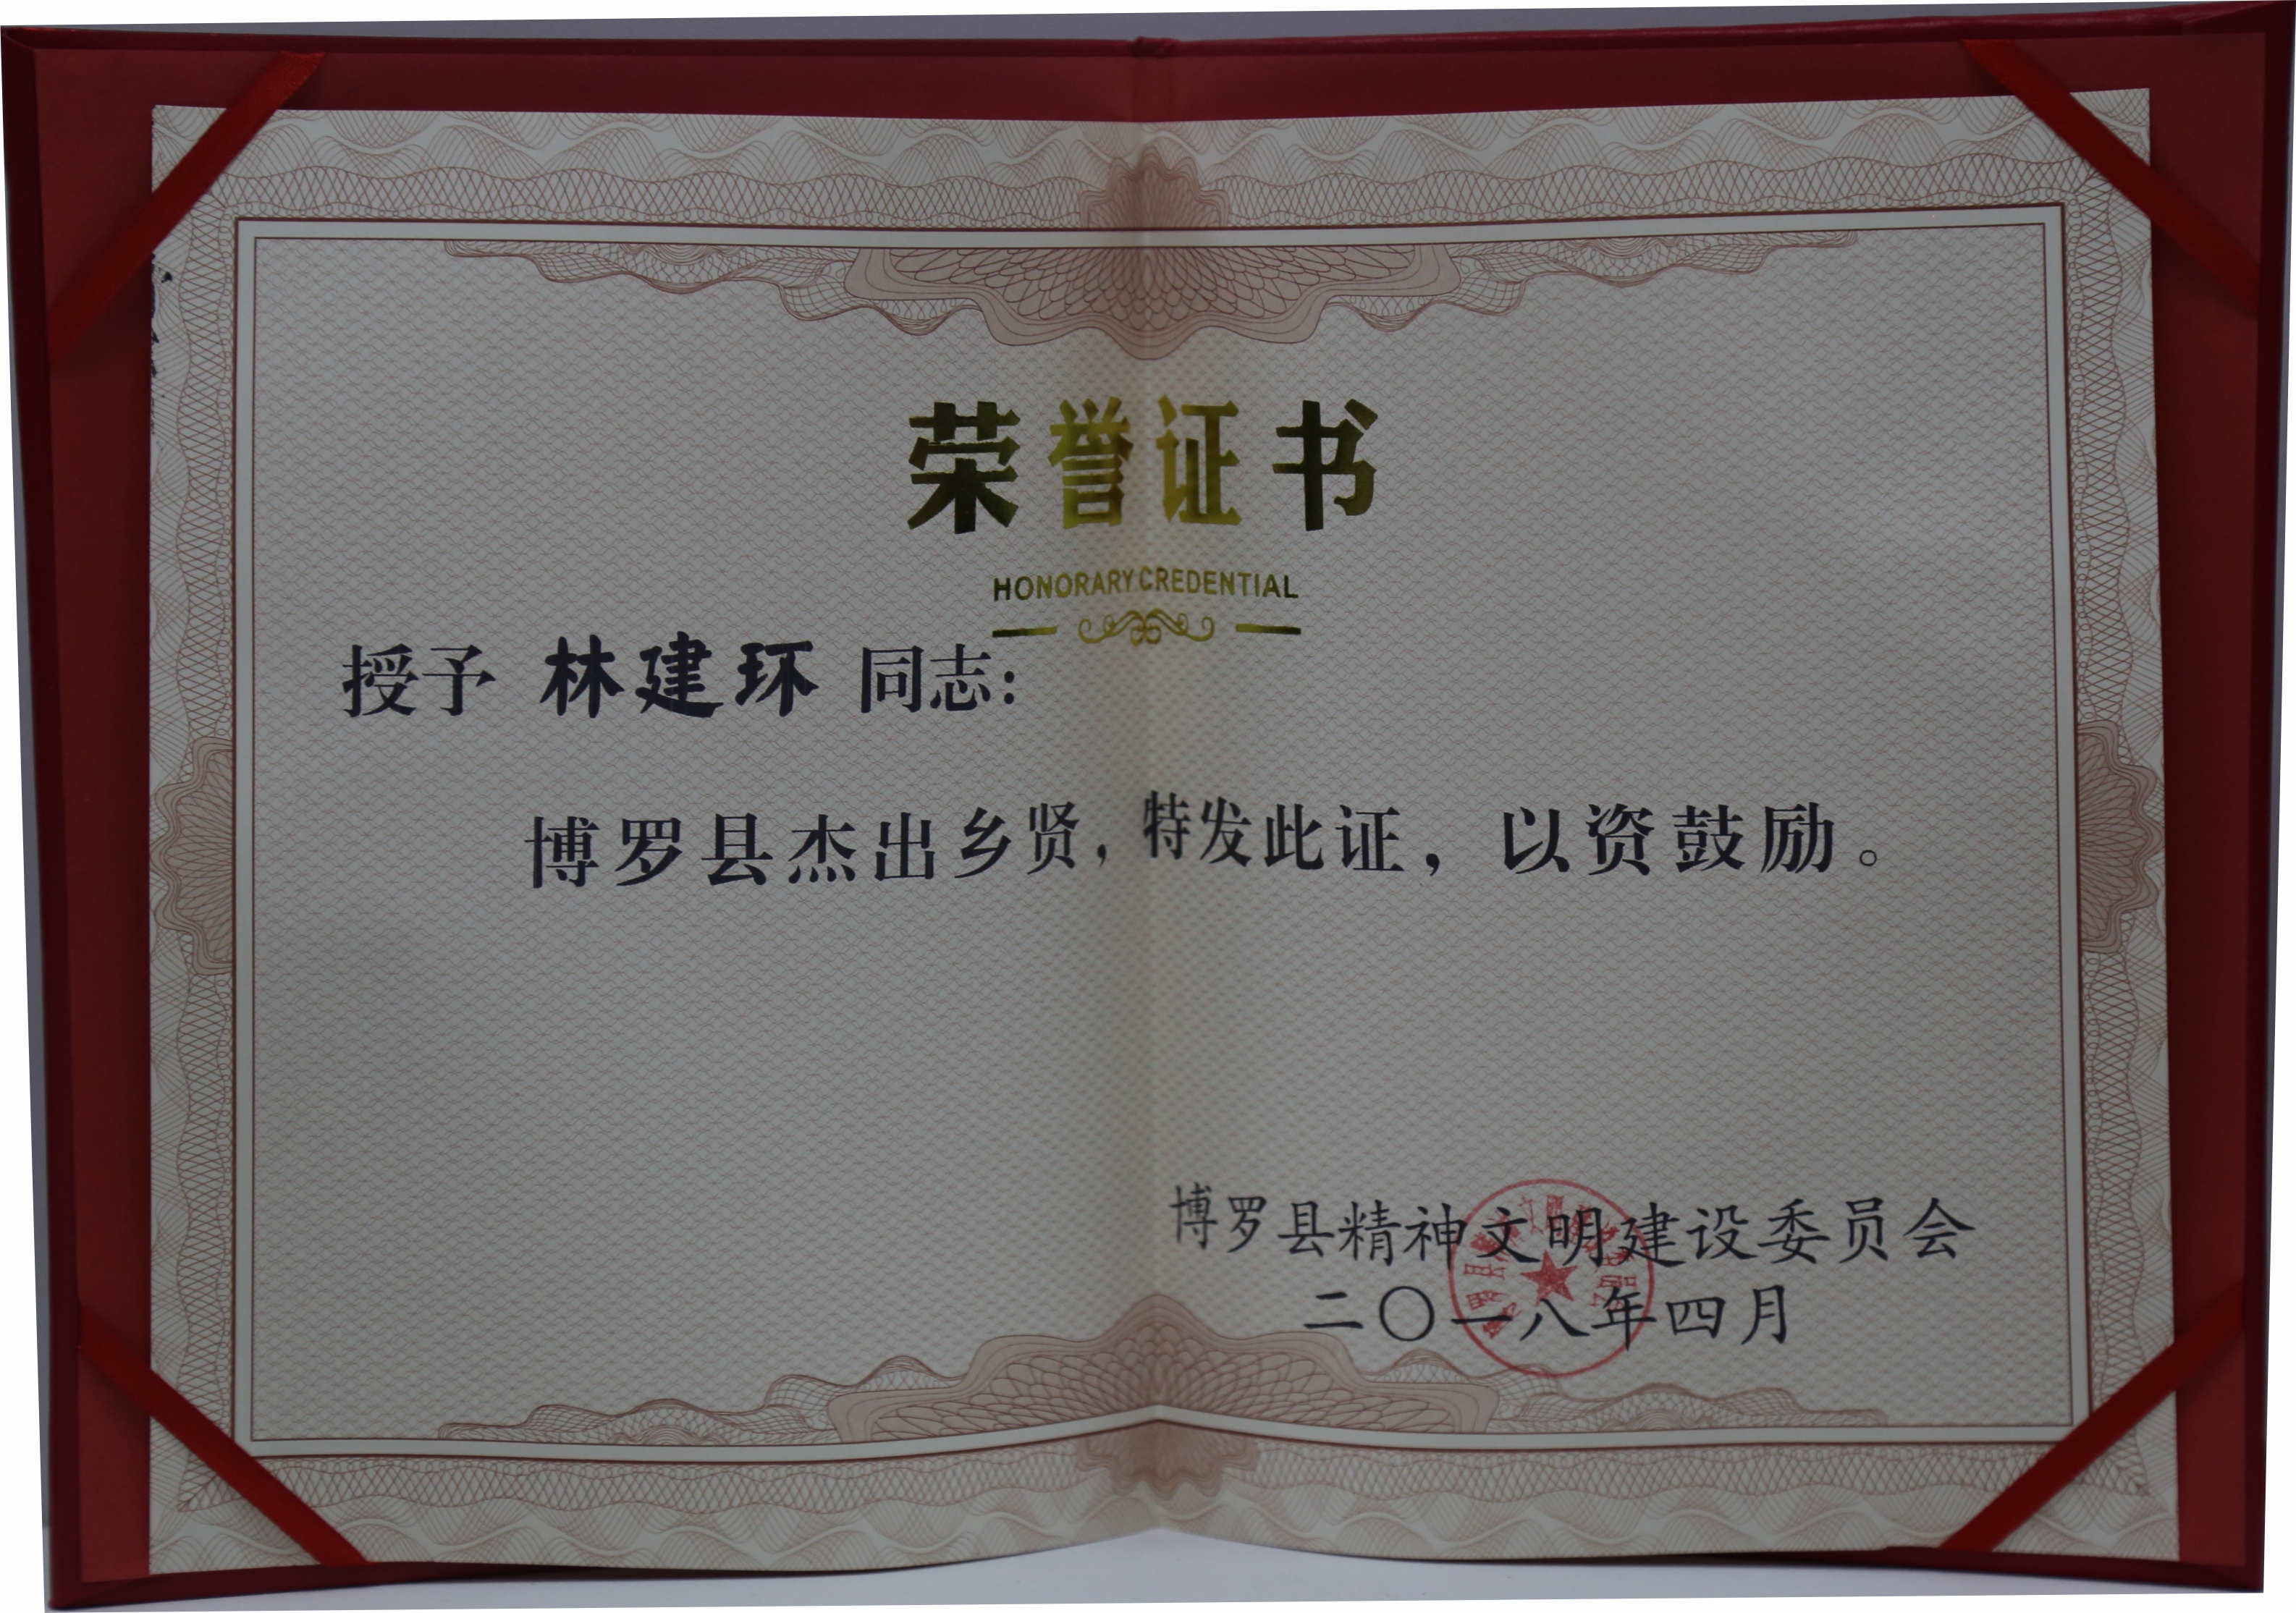 荣誉证书
HONORARY CREDENTIAL
授予 林建环 同志:
博罗县杰出乡贤，特发此证，以资鼓励。
博罗县精神文明建设委员会
二〇一八年四月